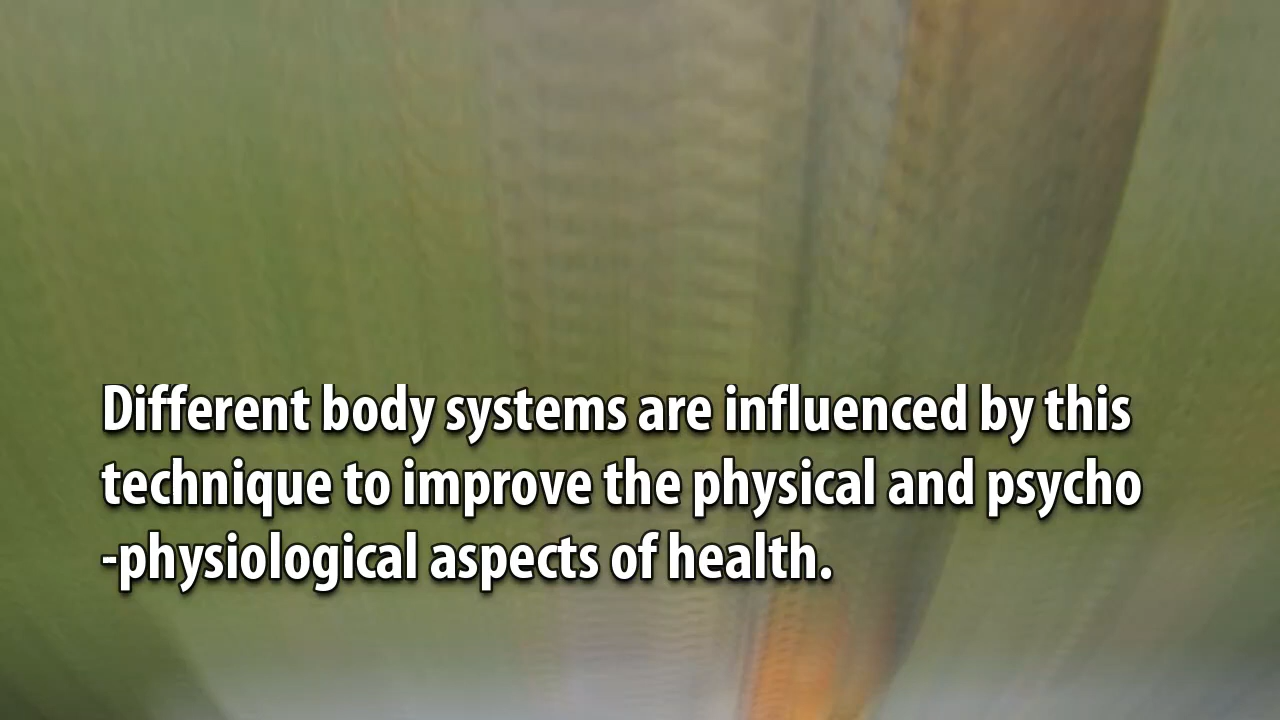 Different body systems are influenced by this
technique to improve the physical and psycho
-physiological aspects of health.